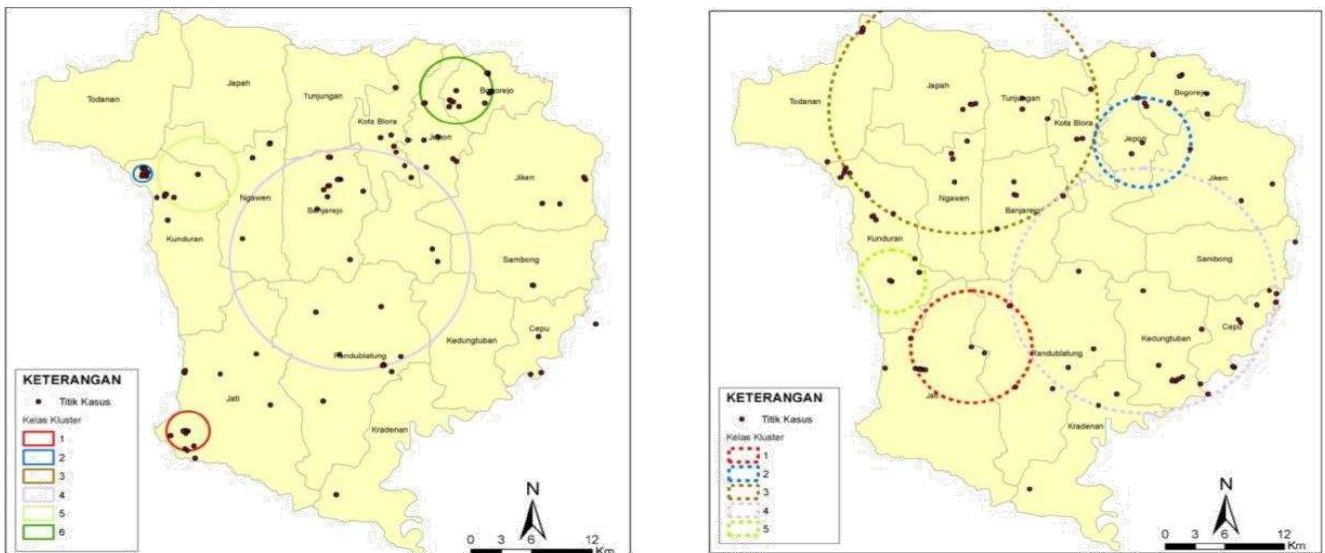 Todanan
Japah
Tunjungan
Bogorejo
Kota Blora
Jepon
Jiken
Ngawen
Banjarejo
Kunduran
Sambong
Cepu
Kedungtuban
Randublatung
Jati
Kradenan
KETERANGAN
Titik Kasus
Kelas Kluster
1
2
3
4
5
6
N
0 3 6 12
Km
Todanan
Japah
Tunjungan
Bogorejo
Kota Blora
Jepon
Jiken
Ngawen
Banjarejo
Kunduran
Sambong
Kedungtuban
Cepu
Randublatung
Jati
Kradenan
KETERANGAN
Titik Kasus
Kelas Kluster
1
2
3
4
5
N
0 3 6 12
Km